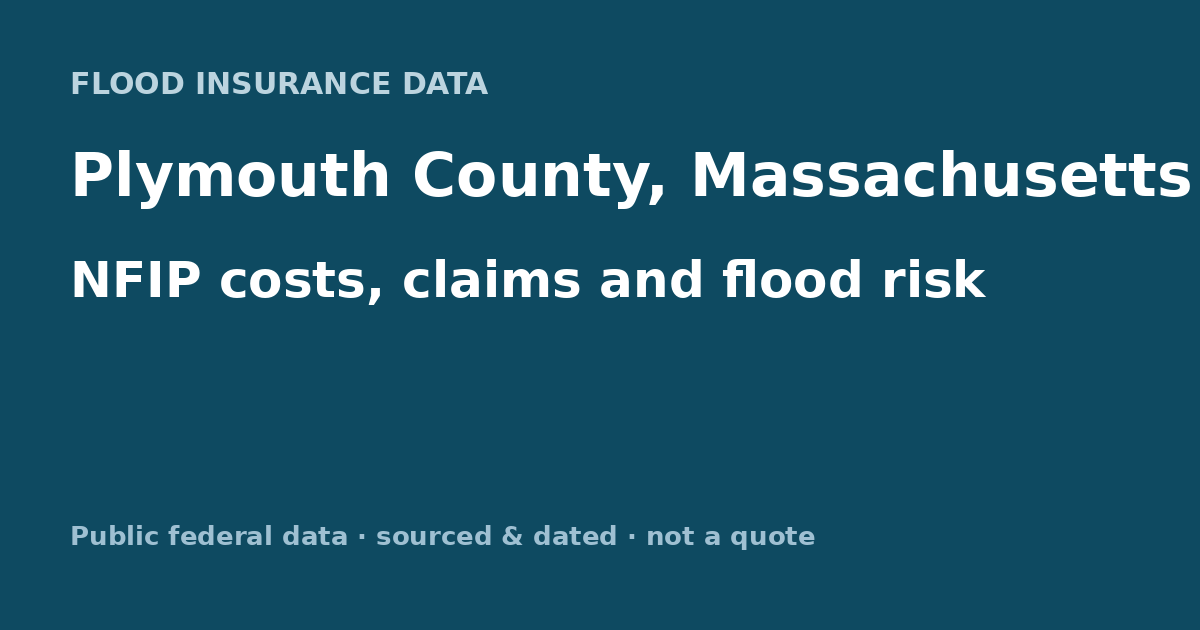 FLOOD INSURANCE DATA
Plymouth County, Massachusetts
NFIP costs, claims and flood risk
Public federal data · sourced & dated · not a quote